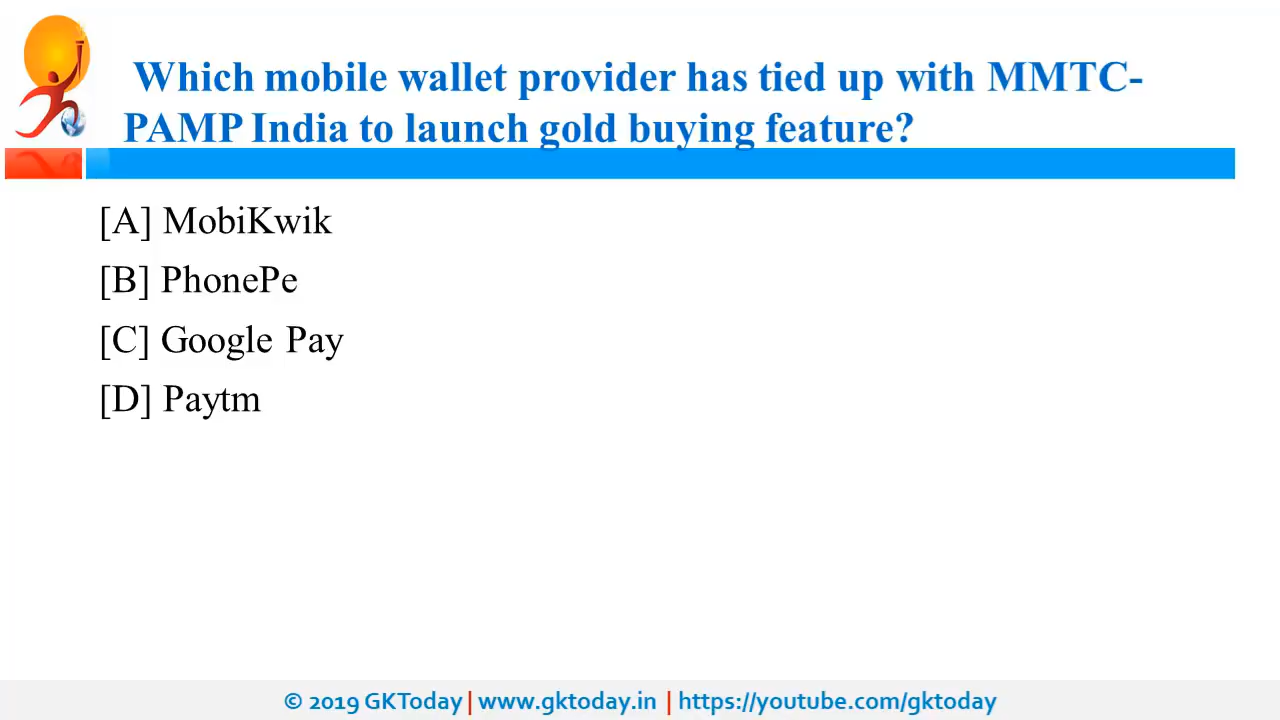 Which mobile wallet provider has tied up with MMTC-
PAMP India to launch gold buying feature?
[A] MobiKwik
[B] PhonePe
[C] Google Pay
[D] Paytm
© 2019 GKToday | www.gktoday.in | https://youtube.com/gktoday